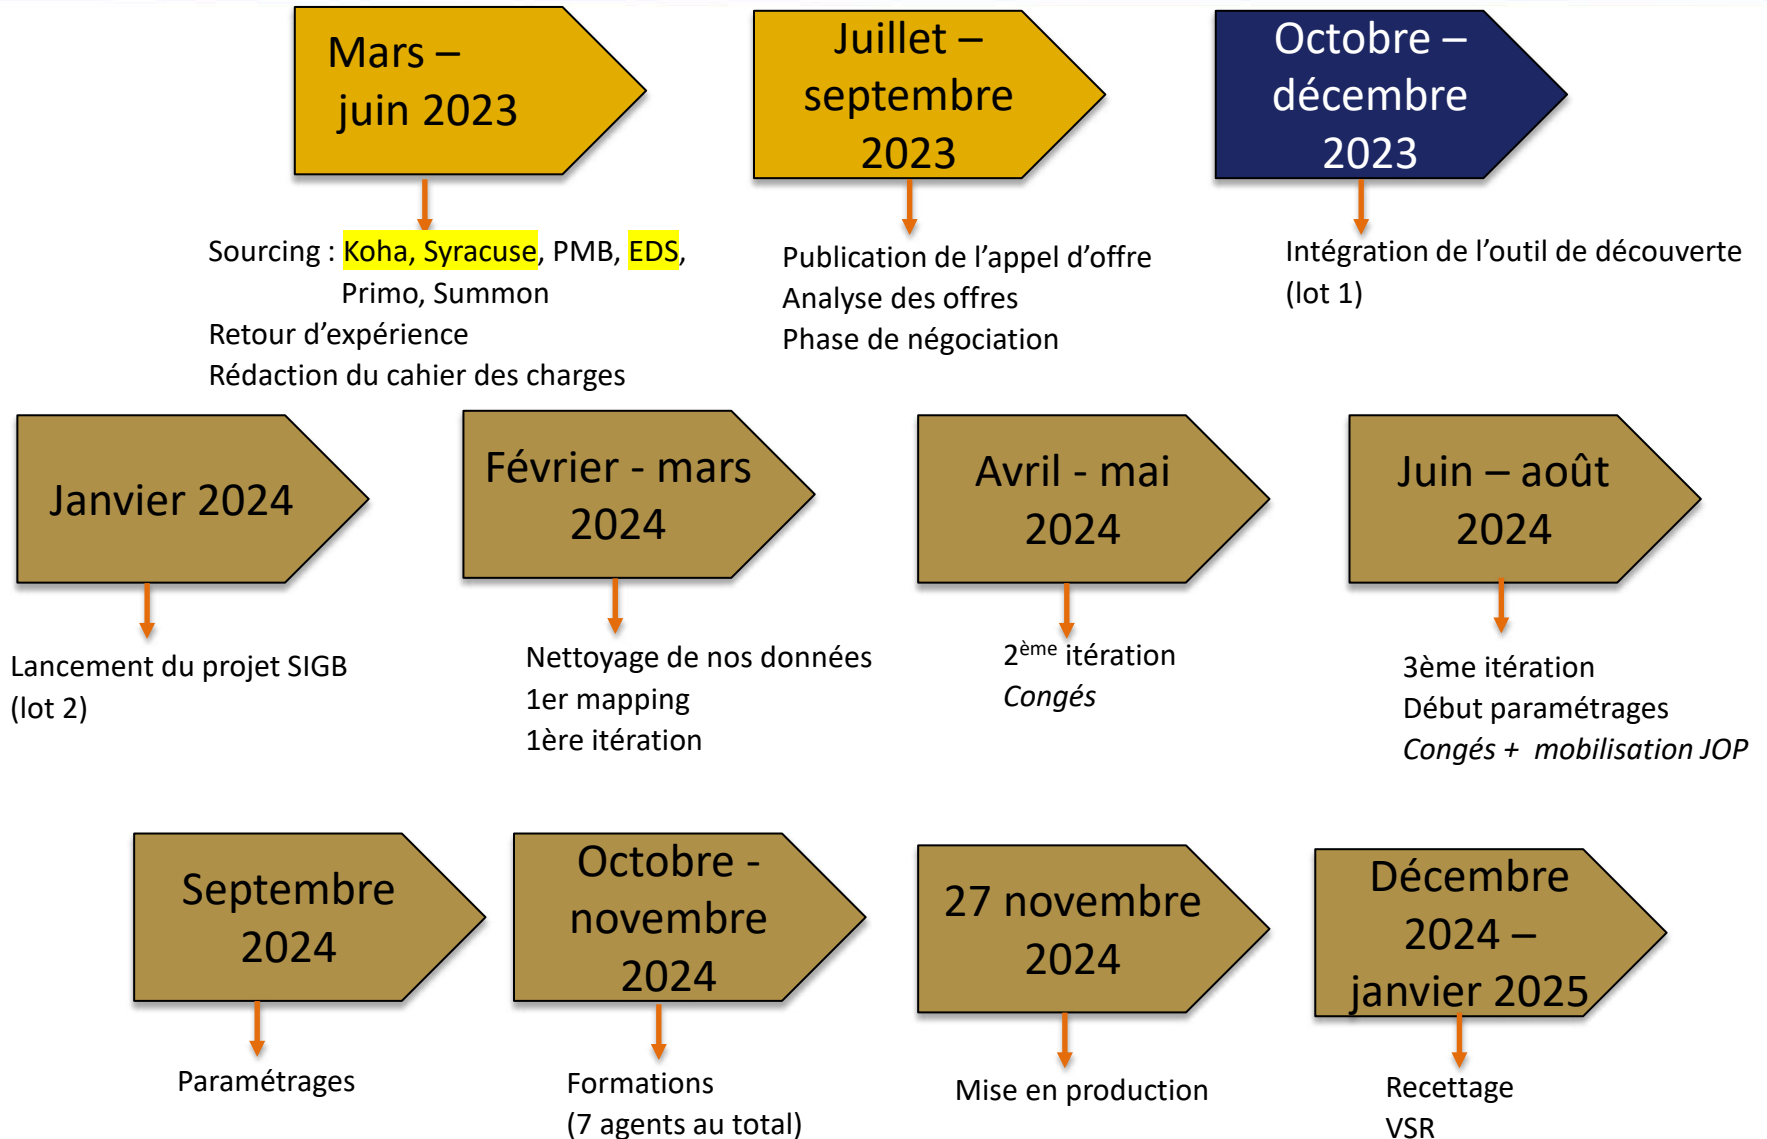 Mars –
juin 2023
Juillet –
septembre
2023
Octobre –
décembre
2023
Sourcing : Koha, Syracuse, PMB, EDS,
Primo, Summon
Retour d’expérience
Rédaction du cahier des charges
Publication de l’appel d’offre
Analyse des offres
Phase de négociation
Intégration de l’outil de découverte
(lot 1)
Janvier 2024
Février - mars
2024
Avril - mai
2024
Juin – août
2024
Lancement du projet SIGB
(lot 2)
Nettoyage de nos données
1er mapping
1ère itération
2ème itération
Congés
3ème itération
Début paramétrages
Congés + mobilisation JOP
Septembre
2024
Octobre -
novembre
2024
27 novembre
2024
Décembre
2024 –
janvier 2025
Paramétrages
Formations
(7 agents au total)
Mise en production
Recettage
VSR